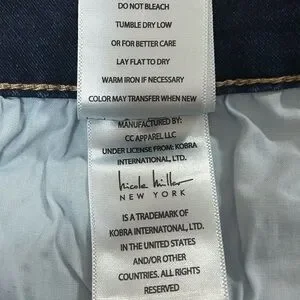 DO NOT BLEACH
TUMBLE DRY LOW
OR FOR BETTER CARE
LAY FLAT TO DRY
WARM IRON IF NECESSARY
COLOR MAY TRANSFER WHEN NEW
MANUFACTURED BY:
CC APPAREL LLC
UNDER LICENSE FROM: KOBRA
INTERNATIONAL, LTD.
nicole miller
NEW YORK
IS A TRADEMARK OF
KOBRA INTERNATONAL, LTD.
IN THE UNITED STATES
AND/OR OTHER
COUNTRIES. ALL RIGHTS
RESERVED